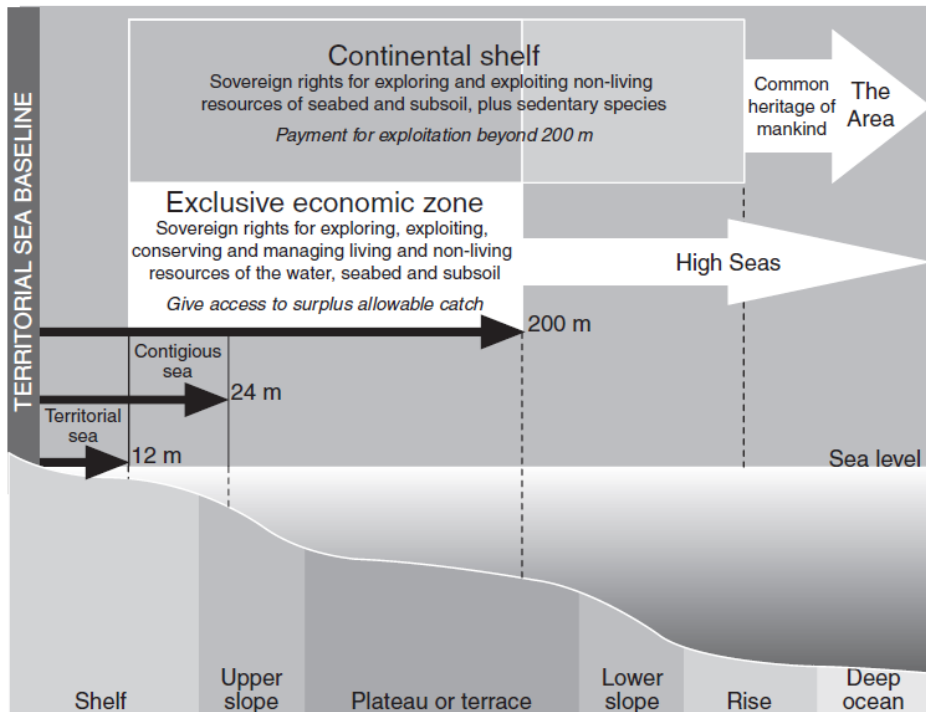 TERRITORIAL SEA BASELINE
Continental shelf
Sovereign rights for exploring and exploiting non-living
resources of seabed and subsoil, plus sedentary species
Payment for exploitation beyond 200 m
Common
heritage of
mankind
The
Area
Exclusive economic zone
Sovereign rights for exploring, exploiting,
conserving and managing living and non-living
resources of the water, seabed and subsoil
Give access to surplus allowable catch
High Seas
200 m
Contigious
sea
24 m
Territorial
sea
12 m
Sea level
Shelf
Upper
slope
Plateau or terrace
Lower
slope
Rise
Deep
ocean